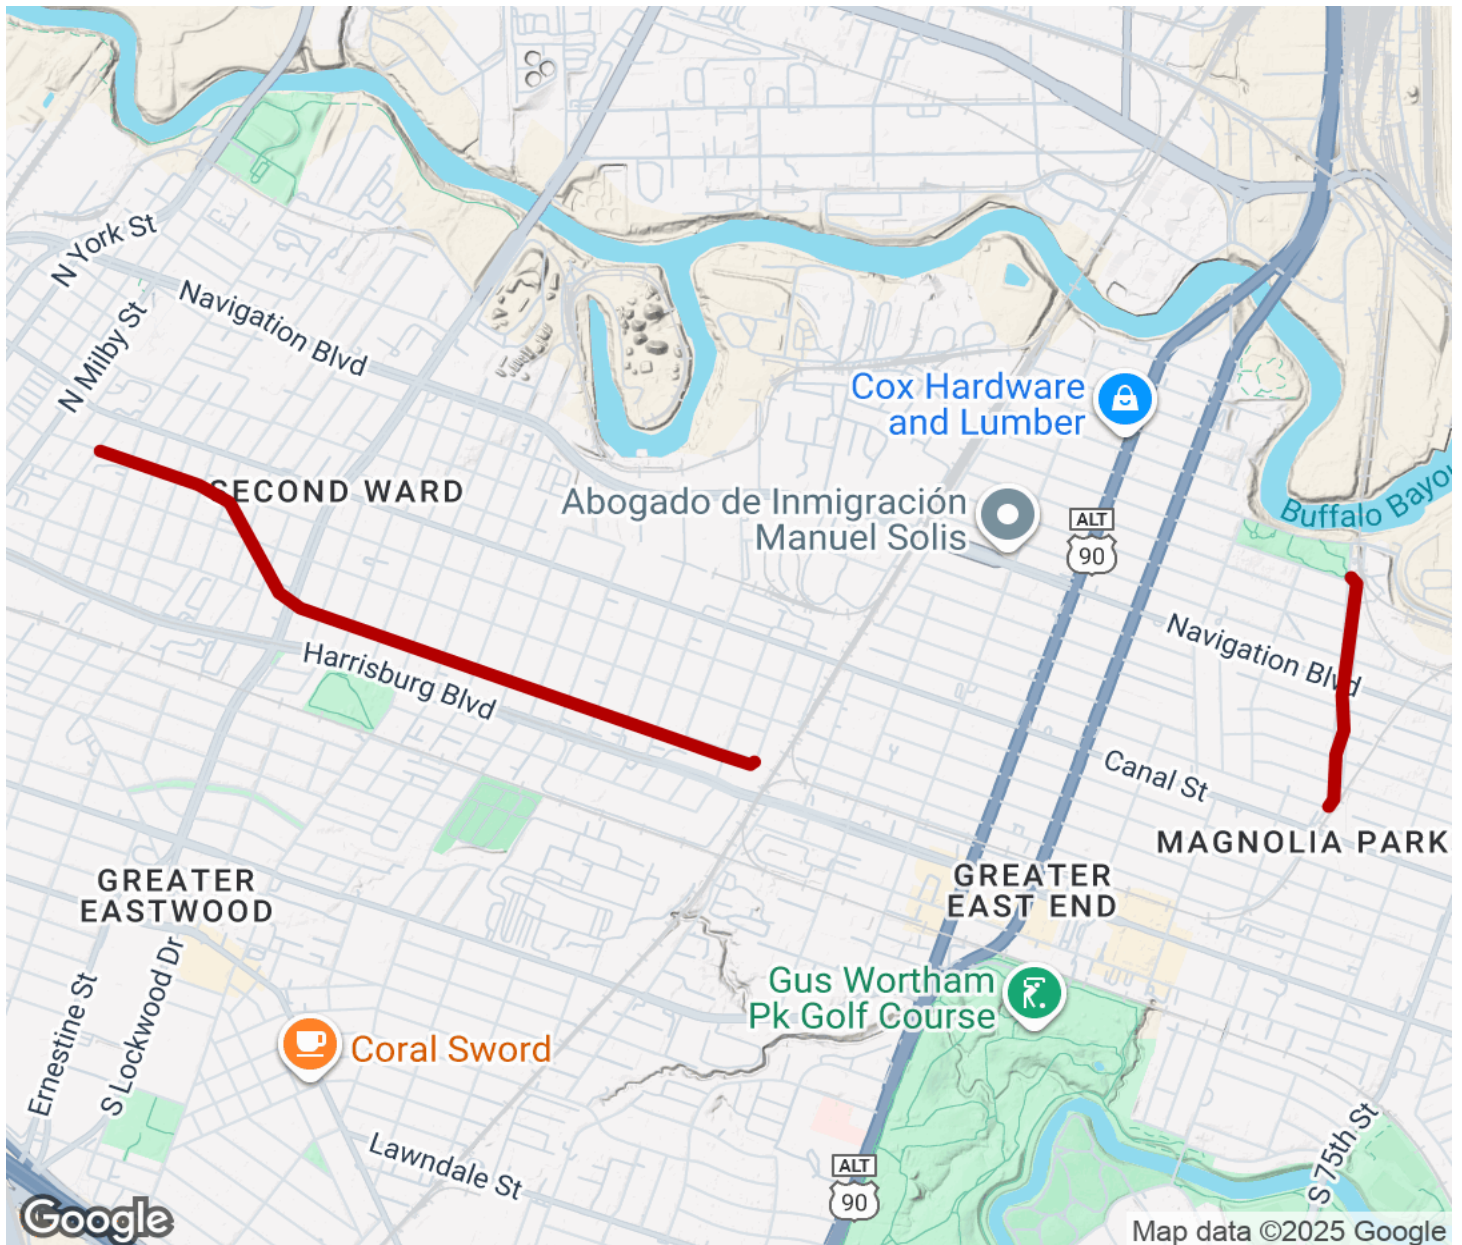 N York St
Navigation Blvd
N Milby St
Cox Hardware
and Lumber
SECOND WARD
Abogado de Inmigración
Manuel Solis
ALT
90
Buffalo Bayou
Navigation Blvd
Harrisburg Blvd
Canal St
MAGNOLIA PARK
GREATER
EASTWOOD
GREATER
EAST END
Gus Wortham
Pk Golf Course
Coral Sword
Ernestine St
S Lockwood Dr
Lawndale St
ALT
90
S 75th St
Google
Map data ©2025 Google